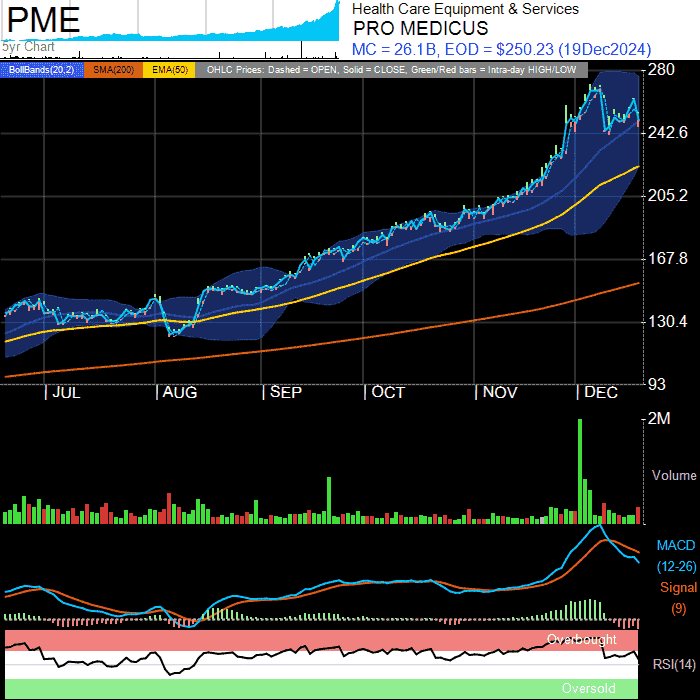 PME
5yr Chart
Health Care Equipment & Services
PRO MEDICUS
MC = 26.1B, EOD = $250.23 (19Dec2024)
BollBands(20,2) SMA(200) EMA(50) OHLC Prices: Dashed = OPEN, Solid = CLOSE, Green/Red bars = Intra-day HIGH/LOW
280
242.6
205.2
167.8
130.4
93
| JUL | AUG | SEP | OCT | NOV | DEC
2M
Volume
MACD
(12-26)
Signal
(9)
Overbought
RSI(14)
Oversold